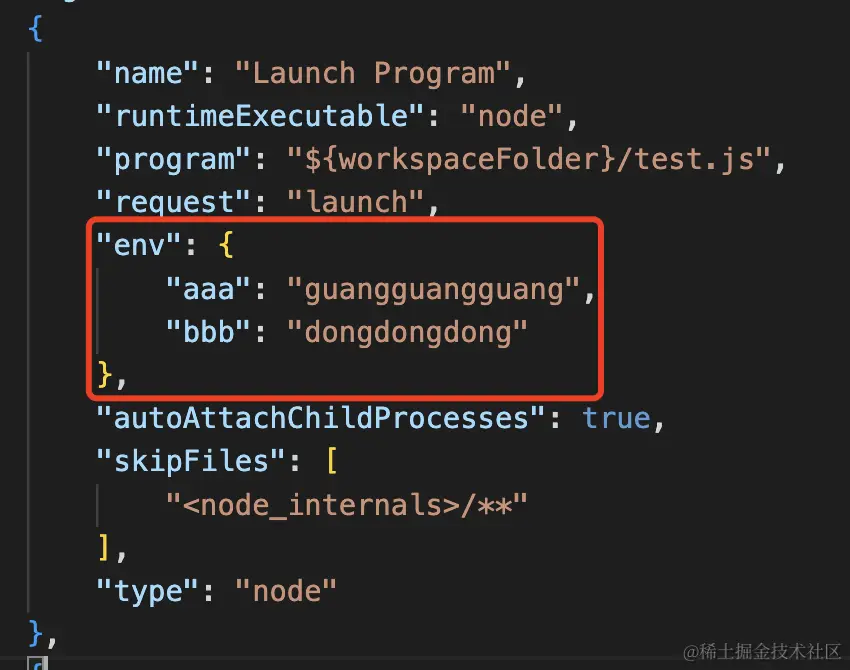 {
"name": "Launch Program",
"runtimeExecutable": "node",
"program": "${workspaceFolder}/test.js",
"request": "launch",
"env": {
"aaa": "guangguangguang",
"bbb": "dongdongdong"
},
"autoAttachChildProcesses": true,
"skipFiles": [
"<node_internals>/**"
],
"type": "node"
},
{
@稀土掘金技术社区